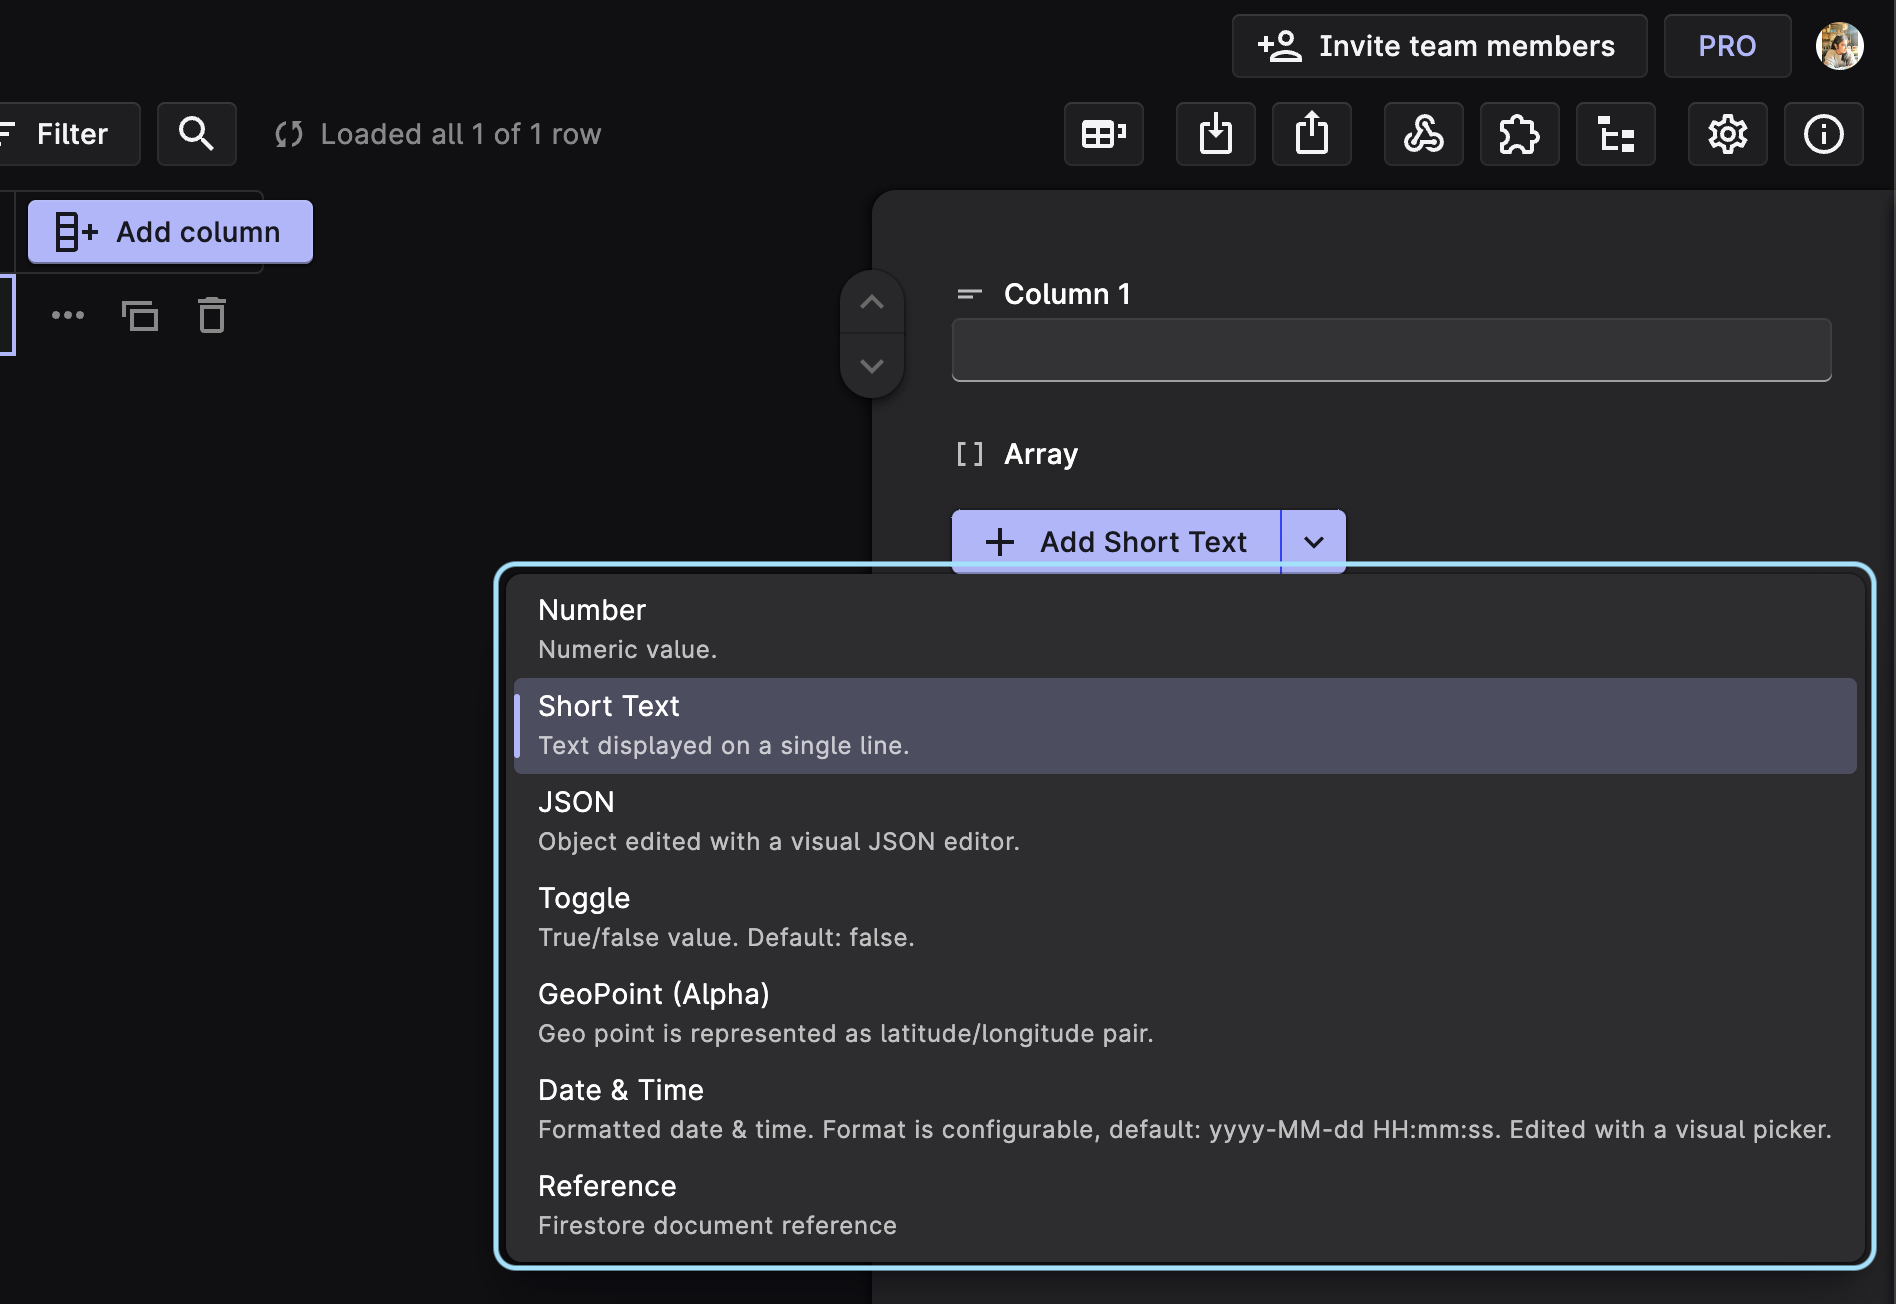 Invite team members
PRO
Filter
Loaded all 1 of 1 row
Add column
Column 1
[] Array
Add Short Text
Number
Numeric value.
Short Text
Text displayed on a single line.
JSON
Object edited with a visual JSON editor.
Toggle
True/false value. Default: false.
GeoPoint (Alpha)
Geo point is represented as latitude/longitude pair.
Date & Time
Formatted date & time. Format is configurable, default: yyyy-MM-dd HH:mm:ss. Edited with a visual picker.
Reference
Firestore document reference